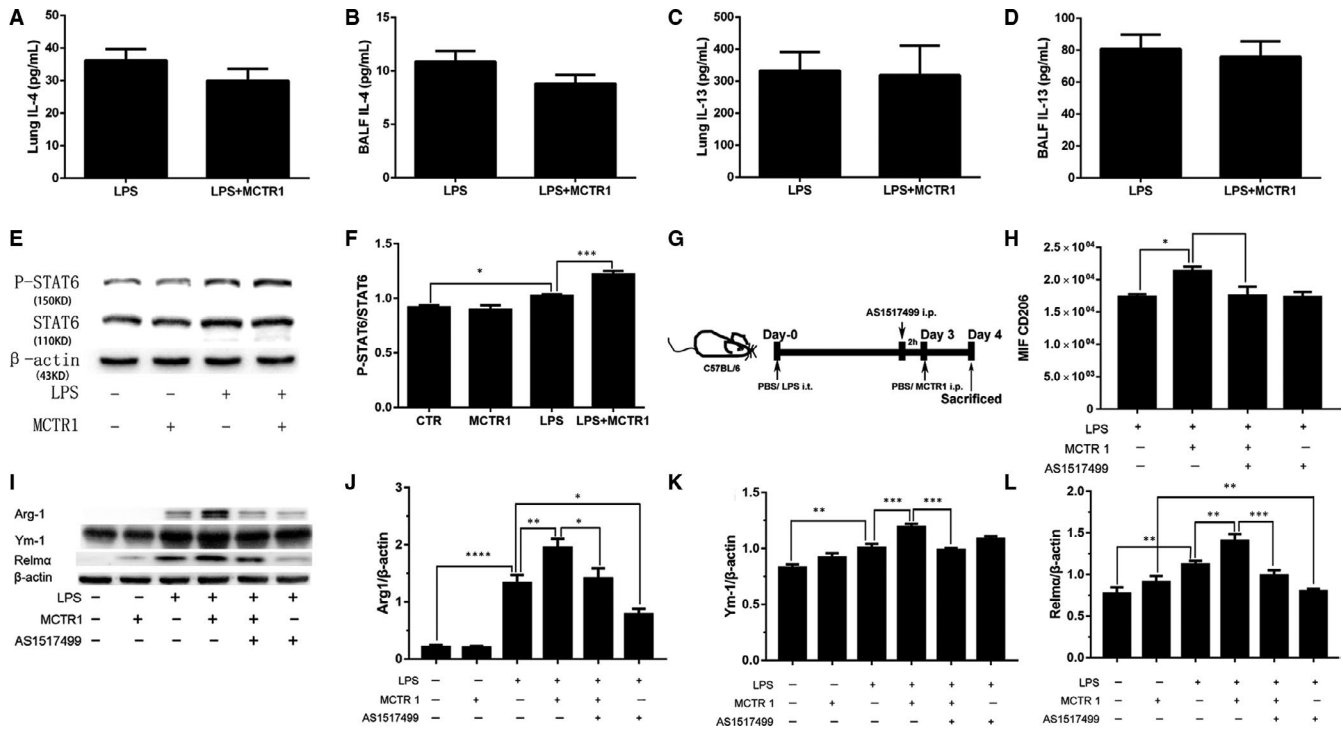 A
Lung IL-4 (pg/mL)
50
40
30
20
10
0
LPS LPS+MCTR1
B
BALF IL-4 (pg/mL)
15
10
5
0
LPS LPS+MCTR1
C
Lung IL-13 (pg/mL)
500
400
300
200
100
0
LPS LPS+MCTR1
D
BALF IL-13 (pg/mL)
100
80
60
40
20
0
LPS LPS+MCTR1
E
P-STAT6
(150KD)
STAT6
(110KD)
β-actin
(43KD)
LPS − − + +
MCTR1 − + − +
F
P-STAT6/STAT6
1.5
1.0
0.5
0.0
* ***
CTR MCTR1 LPS LPS+MCTR1
G
AS1517499 i.p.
Day-0 2h Day 3 Day 4
C57BL/6
PBS/ LPS i.t. PBS/ MCTR1 i.p.
Sacrificed
H
MIF CD206
2.5×10⁰⁴
2.0×10⁰⁴
1.5×10⁰⁴
1.0×10⁰⁴
5.0×10⁰³
0
*
LPS + + + +
MCTR 1 − + + −
AS1517499 − − + +
I
Arg-1
Ym-1
Relmα
β-actin
LPS − − + + + +
MCTR1 − + − + + −
AS1517499 − − − − + +
J
Arg1/β-actin
3
2
1
0
**** ** * *
LPS − − + + + +
MCTR 1 − + − + + −
AS1517499 − − − − + +
K
Ym-1/β-actin
1.5
1.0
0.5
0.0
** *** ***
LPS − − + + + +
MCTR 1 − + − + + −
AS1517499 − − − − + +
L
Relmα/β-actin
2.0
1.5
1.0
0.5
0.0
** ** *** **
LPS − − + + + +
MCTR 1 − + − + + −
AS1517499 − − − − + +